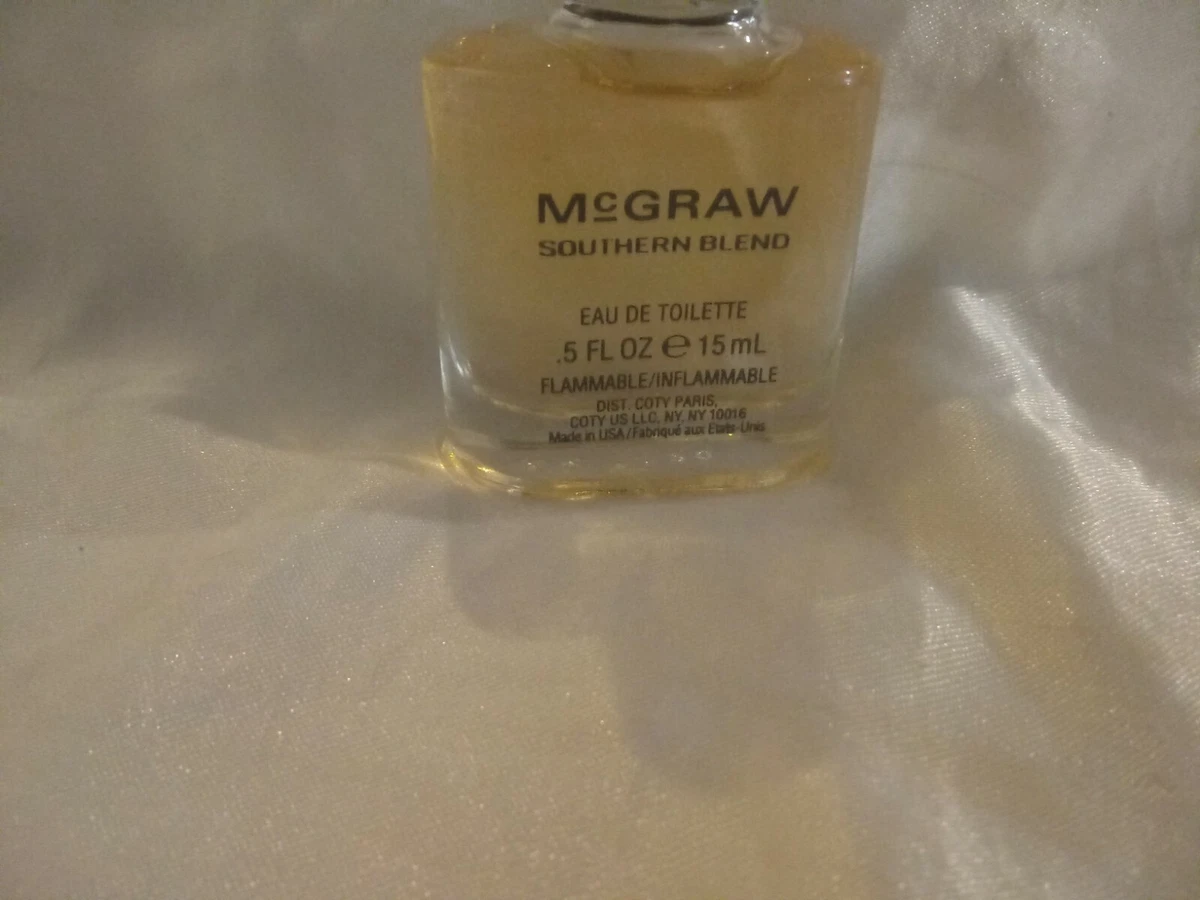 McGRAW
SOUTHERN BLEND
EAU DE TOILETTE
.5 FL OZ ℮ 15 mL
FLAMMABLE/INFLAMMABLE
DIST. COTY PARIS,
COTY US LLC, NY, NY 10016
Made in USA/Fabriqué aux États-Unis